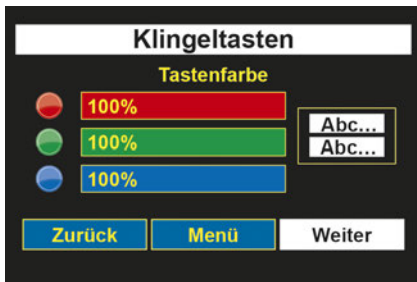 Klingeltasten
Tastenfarbe
100%
100%
100%
Abc...
Abc...
Zurück Menü Weiter